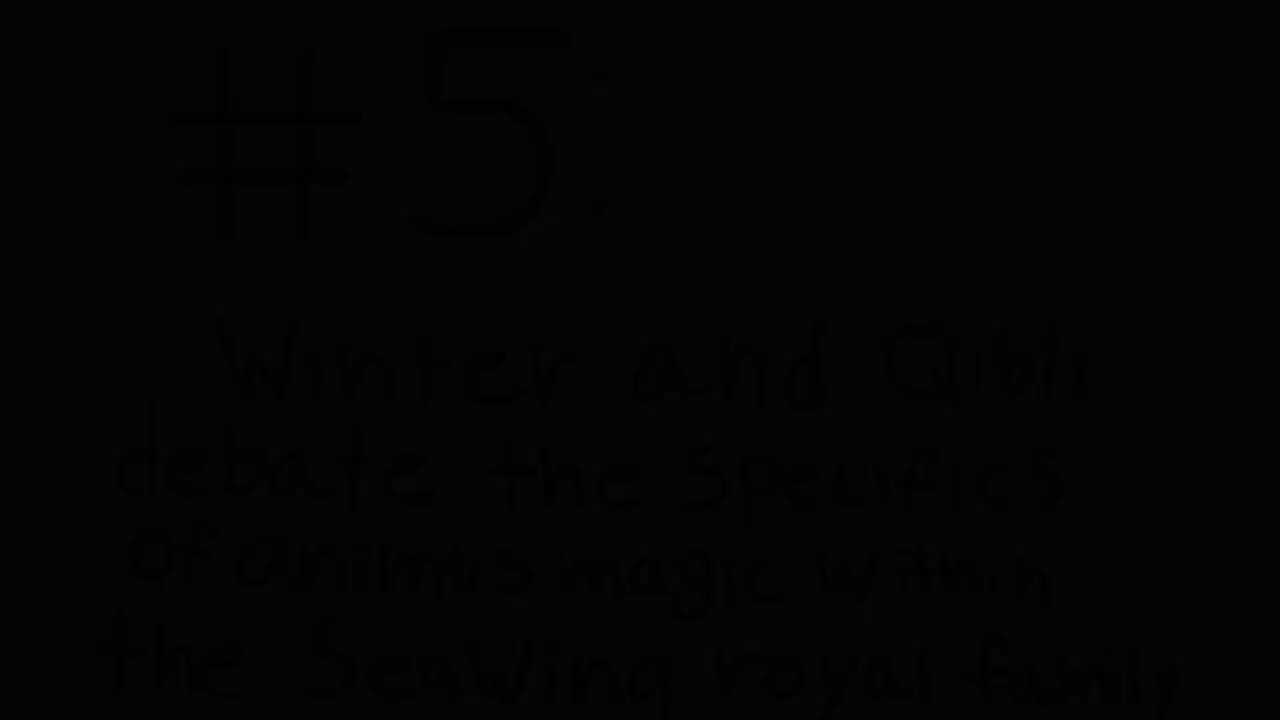 #5:
Winter and Qibli
debate the specifics
of animus magic within
the SeaWing royal family